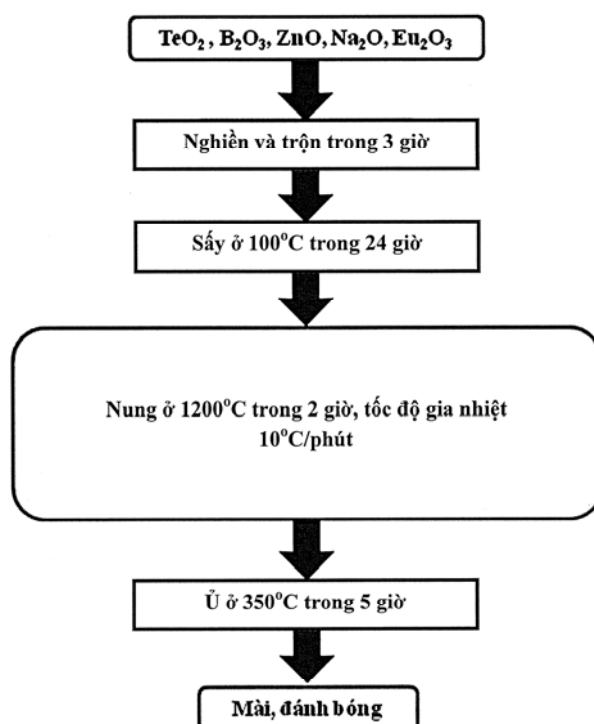 TeO₂, B₂O₃, ZnO, Na₂O, Eu₂O₃
Nghiền và trộn trong 3 giờ
Sấy ở 100°C trong 24 giờ
Nung ở 1200°C trong 2 giờ, tốc độ gia nhiệt
10°C/phút
Ủ ở 350°C trong 5 giờ
Mài, đánh bóng